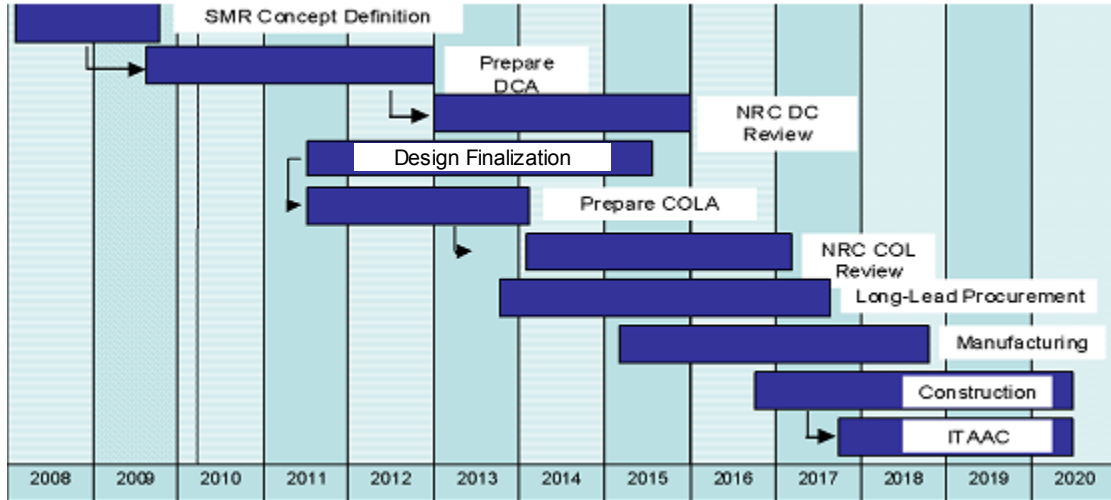 SMR Concept Definition
Prepare
DCA
NRC DC
Review
Design Finalization
Prepare COLA
NRC COL
Review
Long-Lead Procurement
Manufacturing
Construction
ITAAC
2008 2009 2010 2011 2012 2013 2014 2015 2016 2017 2018 2019 2020